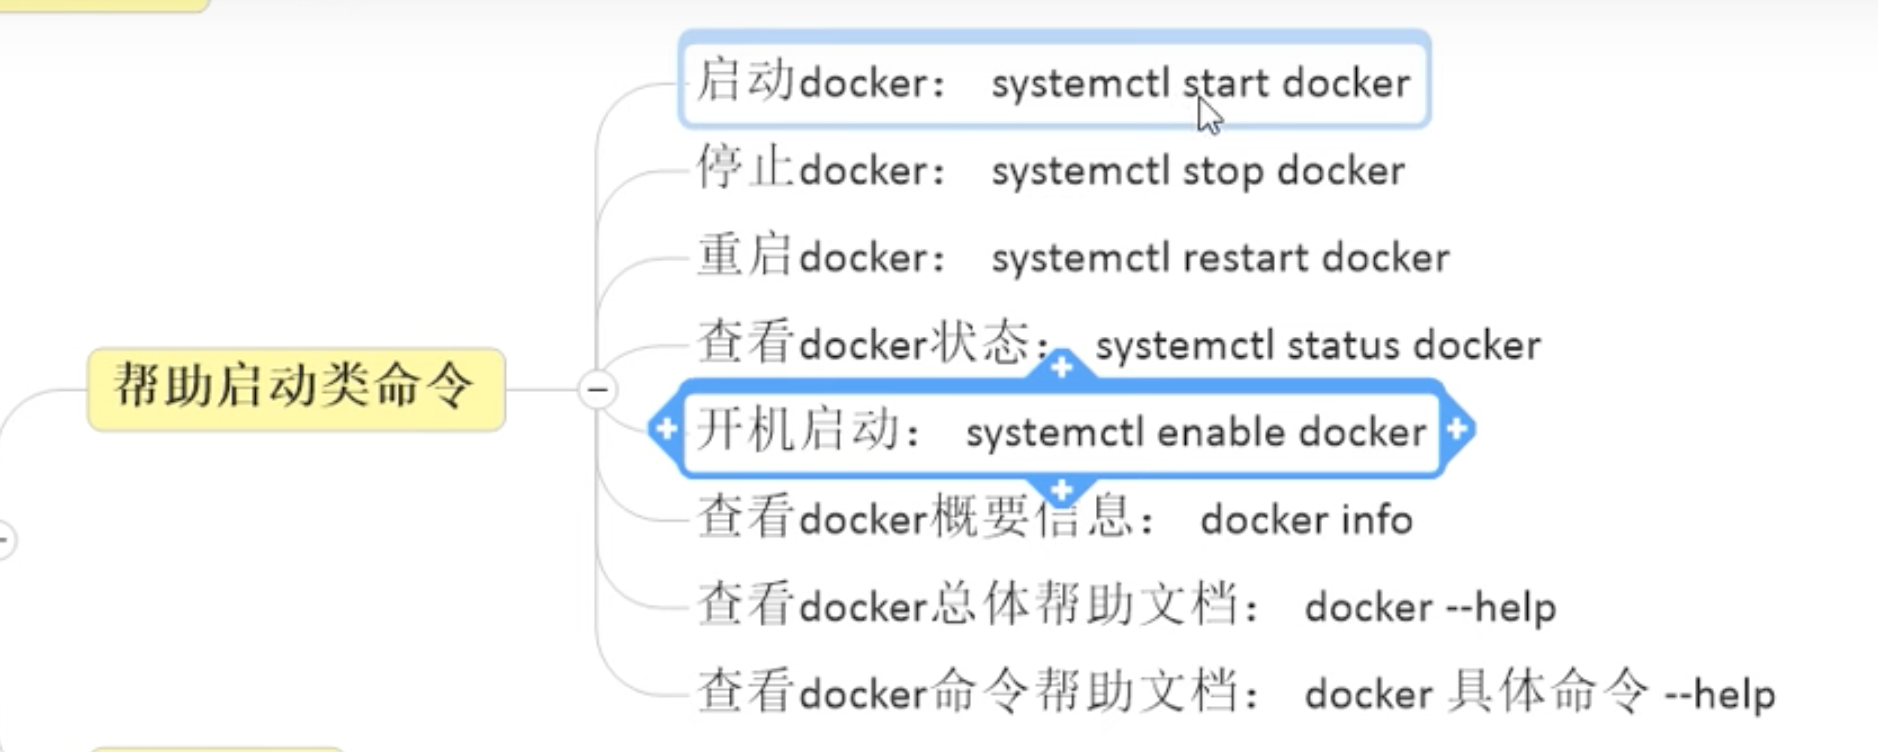 启动docker： systemctl start docker
停止docker： systemctl stop docker
重启docker： systemctl restart docker
查看docker状态： systemctl status docker
帮助启动类命令
开机启动： systemctl enable docker
查看docker概要信息： docker info
查看docker总体帮助文档： docker --help
查看docker命令帮助文档： docker 具体命令 --help